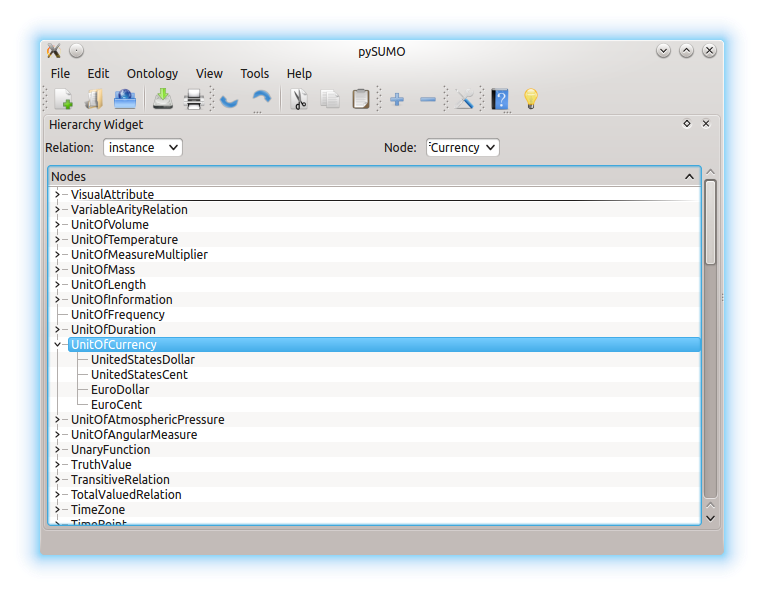 pySUMO
File Edit Ontology View Tools Help
Hierarchy Widget
Relation: instance Node: Currency
Nodes
VisualAttribute
VariableArityRelation
UnitOfVolume
UnitOfTemperature
UnitOfMeasureMultiplier
UnitOfMass
UnitOfLength
UnitOfInformation
UnitOfFrequency
UnitOfDuration
UnitOfCurrency
UnitedStatesDollar
UnitedStatesCent
EuroDollar
EuroCent
UnitOfAtmosphericPressure
UnitOfAngularMeasure
UnaryFunction
TruthValue
TransitiveRelation
TotalValuedRelation
TimeZone
TimePoint